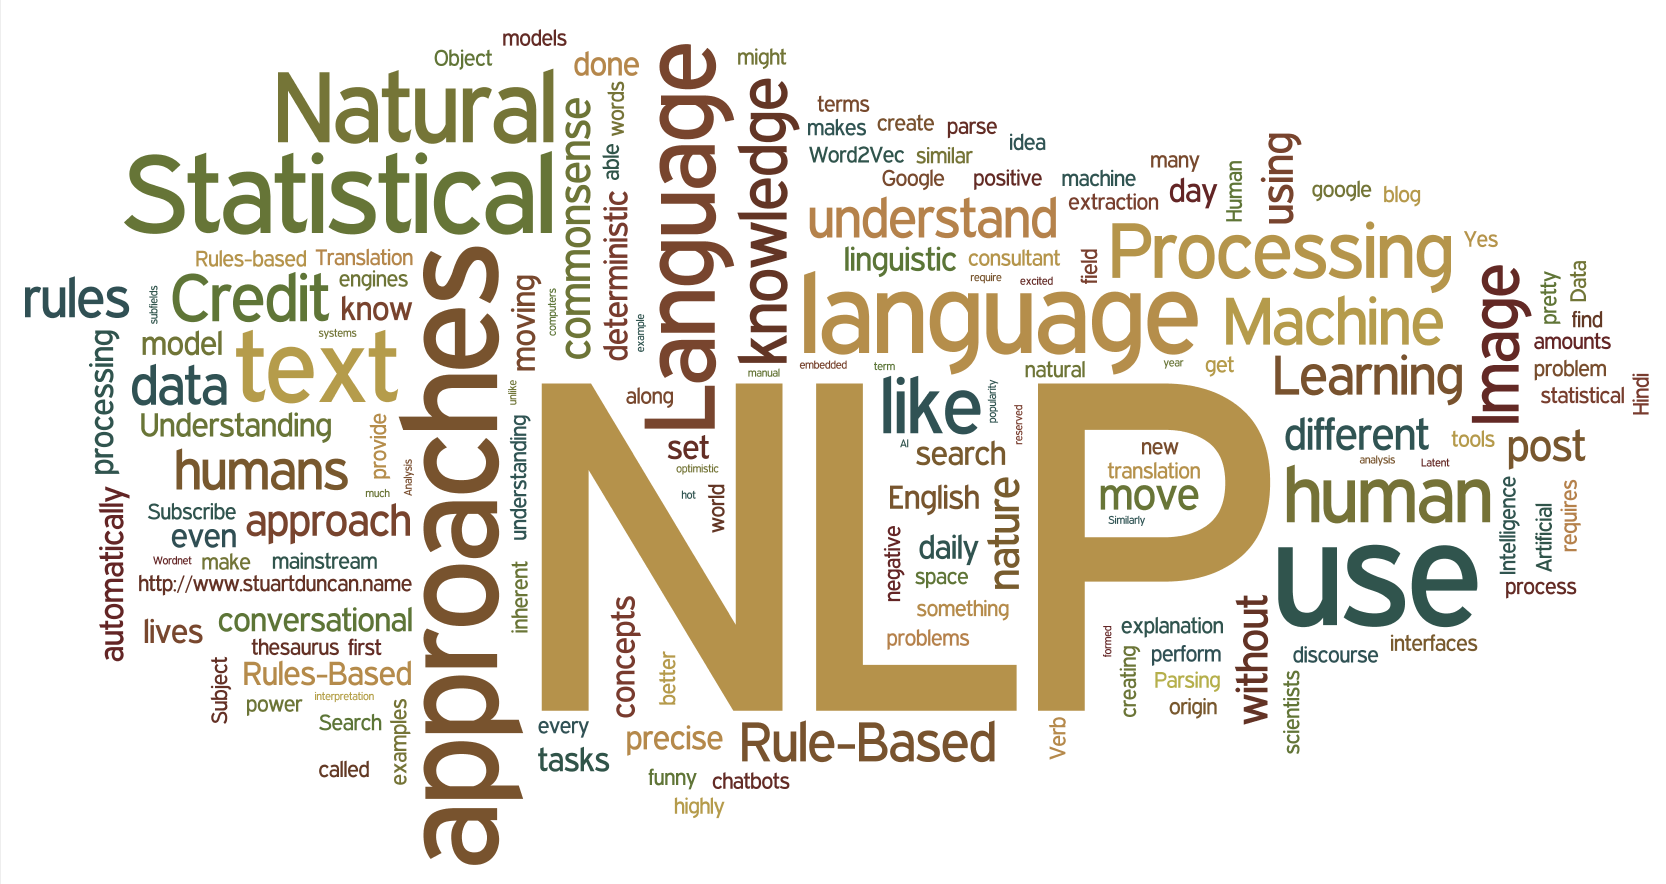 models
Object
done
might
Natural
Statistical
commonsense
words
able
deterministic
example
computers
moving
Language
knowledge
terms
makes
create
parse
idea
Word2Vec
similar
Google
positive
machine
many
extraction
day
Human
using
google
blog
understand
linguistic
consultant
require
excited
field
Processing
Yes
language
Machine
Image
pretty
Data
find
amounts
problem
statistical
Hindi
Rules-based
Translation
engines
rules
subfields
Credit
know
systems
model
text
processing
data
approaches
Understanding
provide
humans
much
Analysis
unlike
understanding
along
manual
embedded
term
natural
year
get
Learning
NLP
like
popularity
reserved
AI
set
optimistic
hot
world
search
English
nature
negative
daily
space
something
problems
new
translation
move
Similarly
different
tools
post
analysis
Latent
human
Intelligence
Artificial
requires
process
use
interfaces
discourse
without
scientists
automatically
Subscribe
even
approach
Wordnet
make
mainstream
http://www.stuartduncan.name
inherent
conversational
lives
thesaurus
first
Subject
Rules-Based
interpretation
power
Search
examples
called
concepts
better
every
tasks
precise
Rule-Based
funny
chatbots
highly
Verb
formed
explanation
perform
creating
Parsing
origin